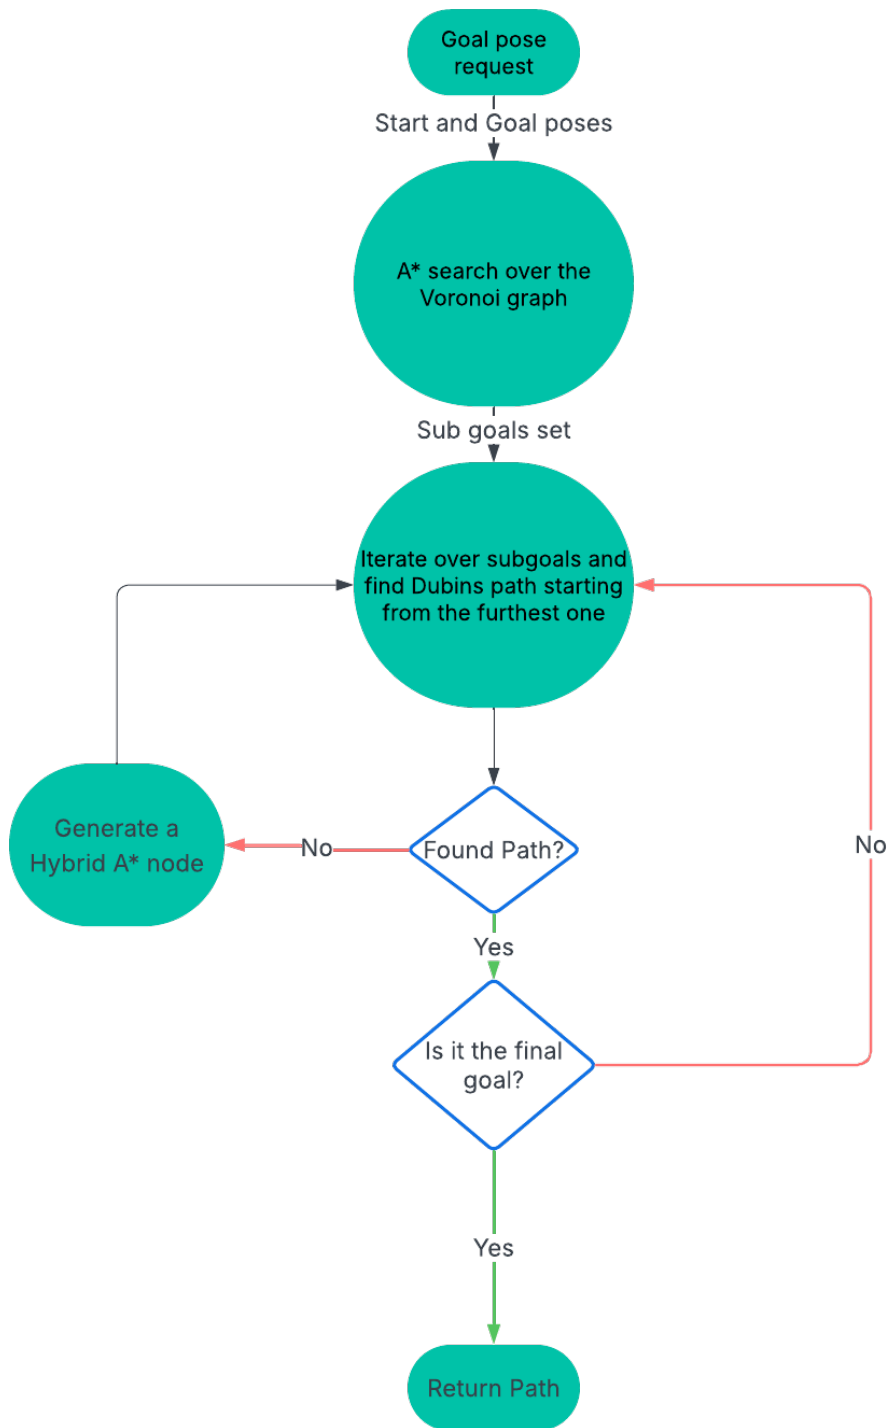 Goal pose
request
Start and Goal poses
A* search over the
Voronoi graph
Sub goals set
Iterate over subgoals and
find Dubins path starting
from the furthest one
Generate a
Hybrid A* node
No
Found Path?
No
Yes
Is it the final
goal?
Yes
Return Path